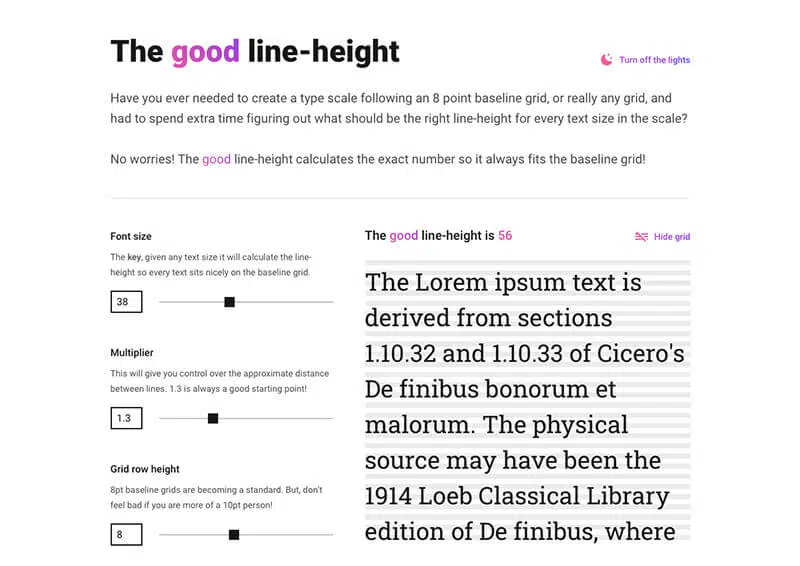 The good line-height
Turn off the lights
Have you ever needed to create a type scale following an 8 point baseline grid, or really any grid, and
had to spend extra time figuring out what should be the right line-height for every text size in the scale?
No worries! The good line-height calculates the exact number so it always fits the baseline grid!
Font size
The key, given any text size it will calculate the line-
height so every text sits nicely on the baseline grid.
38
Multiplier
This will give you control over the approximate distance
between lines. 1.3 is always a good starting point!
1.3
Grid row height
8pt baseline grids are becoming a standard. But, don't
feel bad if you are more of a 10pt person!
8
The good line-height is 56
Hide grid
The Lorem ipsum text is
derived from sections
1.10.32 and 1.10.33 of Cicero's
De finibus bonorum et
malorum. The physical
source may have been the
1914 Loeb Classical Library
edition of De finibus, where